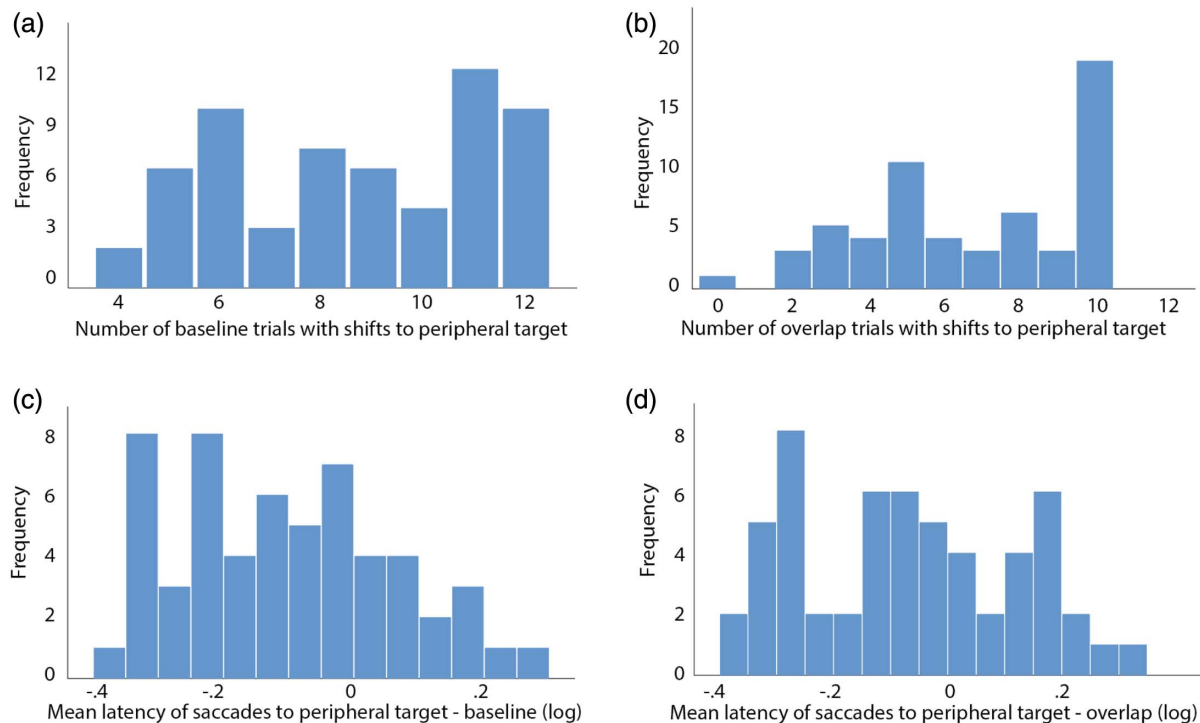 (a)
12
9
6
3
0
Frequency
4 6 8 10 12
Number of baseline trials with shifts to peripheral target
(b)
20
15
10
5
0
Frequency
0 2 4 6 8 10 12
Number of overlap trials with shifts to peripheral target
(c)
8
6
4
2
0
Frequency
-.4 -.2 0 .2
Mean latency of saccades to peripheral target - baseline (log)
(d)
8
6
4
2
0
Frequency
-.4 -.2 0 .2
Mean latency of saccades to peripheral target - overlap (log)